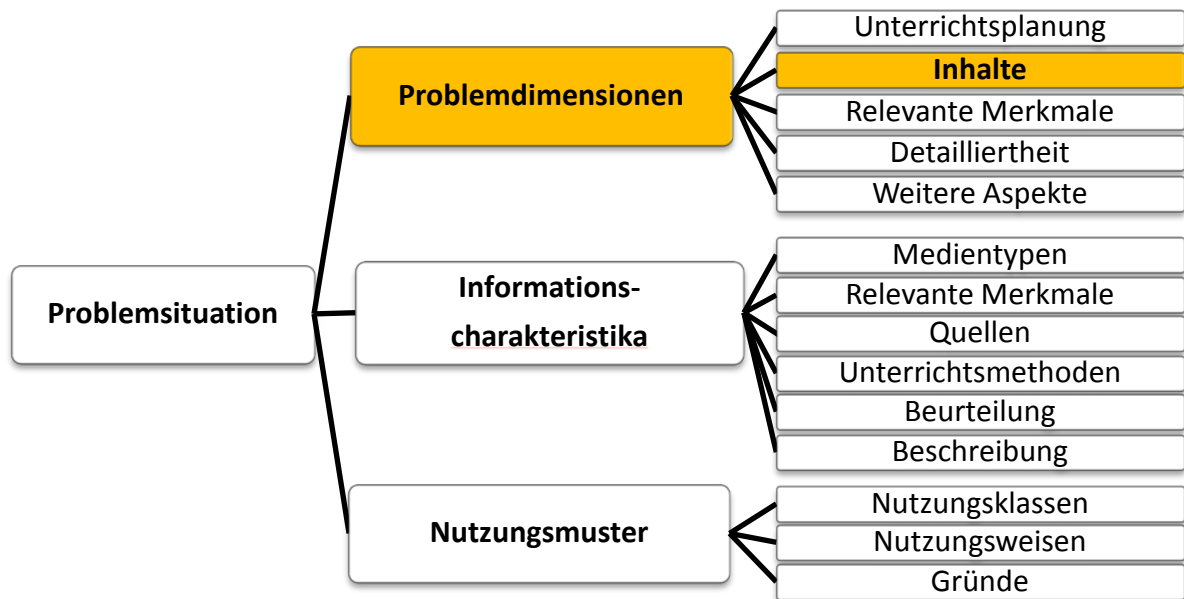 Problemsituation
Problemdimensionen
Unterrichtsplanung
Inhalte
Relevante Merkmale
Detailliertheit
Weitere Aspekte
Informations-
charakteristika
Medientypen
Relevante Merkmale
Quellen
Unterrichtsmethoden
Beurteilung
Beschreibung
Nutzungsmuster
Nutzungsklassen
Nutzungsweisen
Gründe